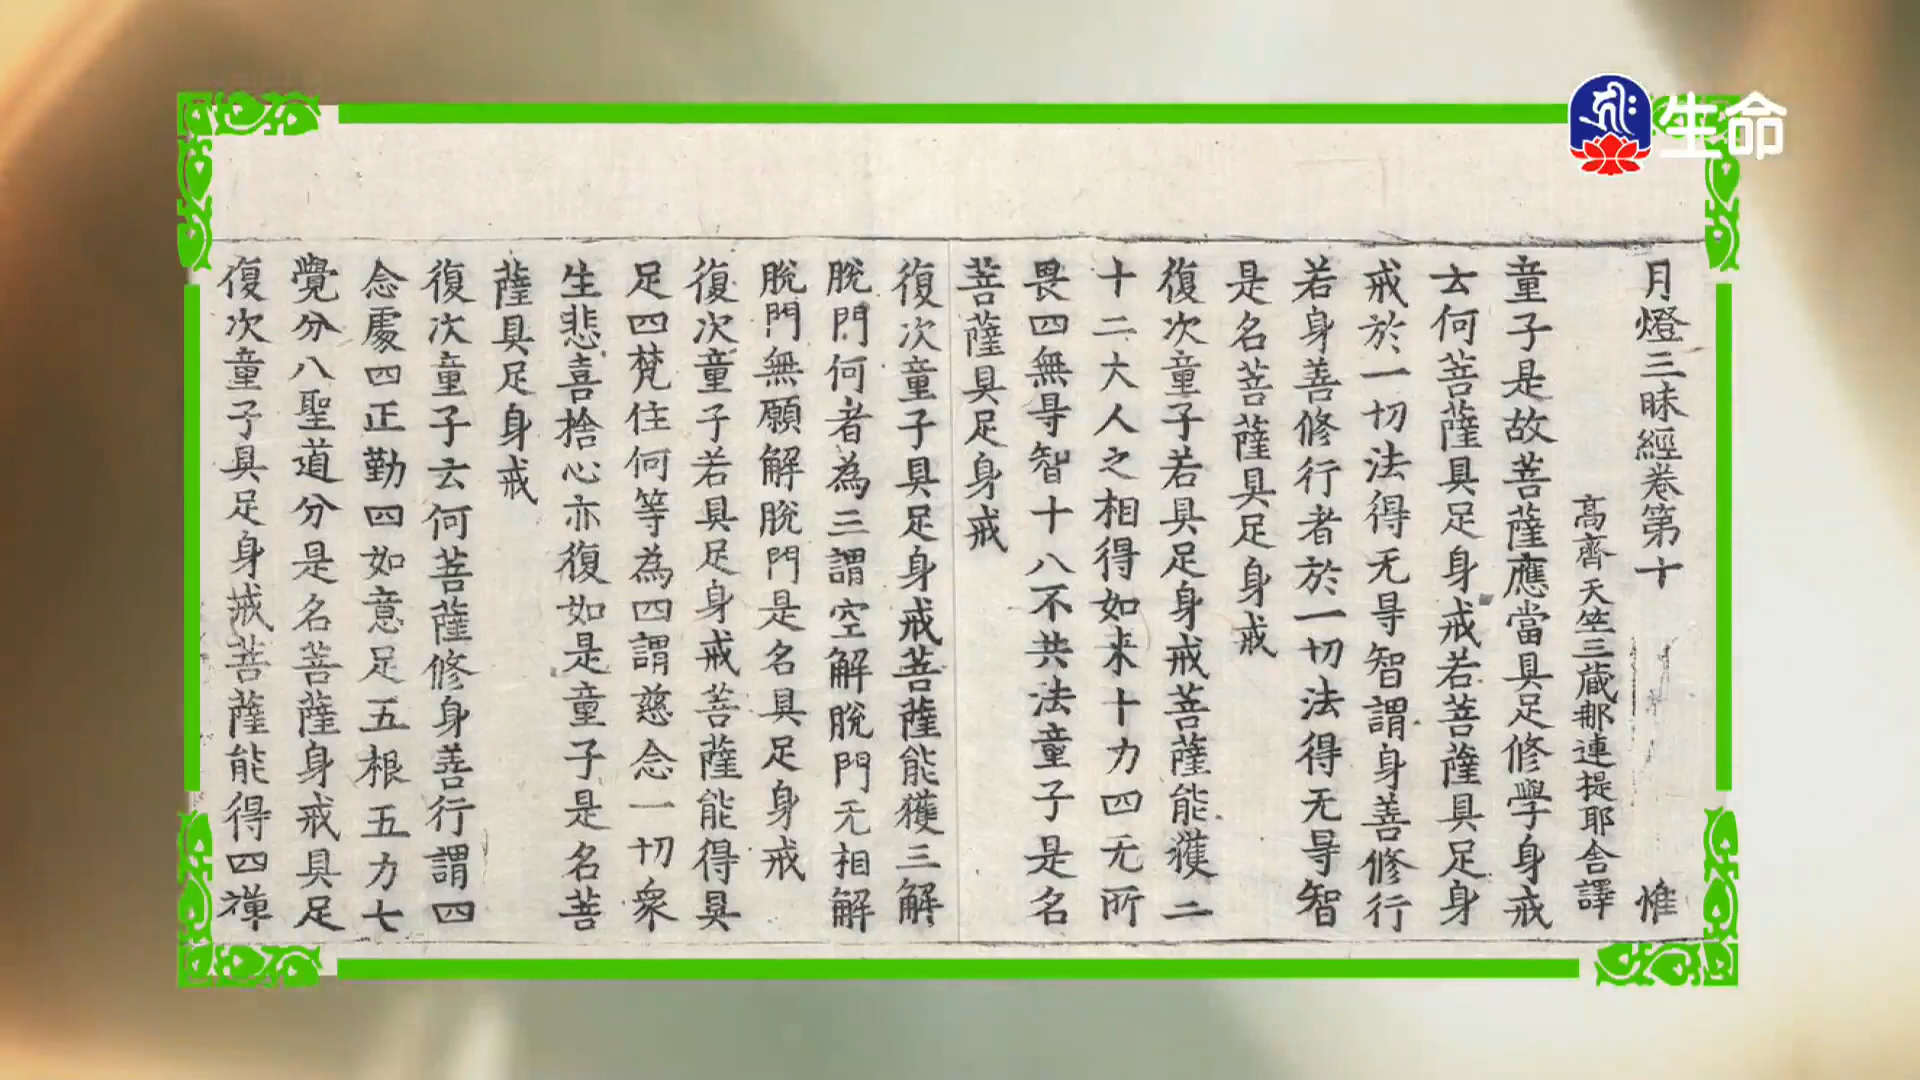 生命
月燈三昧經卷第十 惟
高齊天竺三藏那連提耶舍譯
童子是故菩薩應當具足修學身戒
去何菩薩具足身戒若菩薩具足身
戒於一切法得无㝵智謂身善修行
若身善修行者於一切法得无㝵智
是名菩薩具足身戒
復次童子若具足身戒菩薩能獲二
十二大人之相得如来十力四无所
畏四無㝵智十八不共法童子是名
菩薩具足身戒
復次童子具足身戒菩薩能獲三解
脫門何者為三謂空解脫門无相解
脫門無願解脫門是名具足身戒
復次童子若具足身戒菩薩能得具
足四梵住何等為四謂慈念一切衆
生悲喜捨心亦復如是童子是名菩
薩具足身戒
復次童子云何菩薩修身善行謂四
念處四正勤四如意足五根五力七
覺分八聖道分是名菩薩身戒具足
復次童子具足身戒菩薩能得四禪